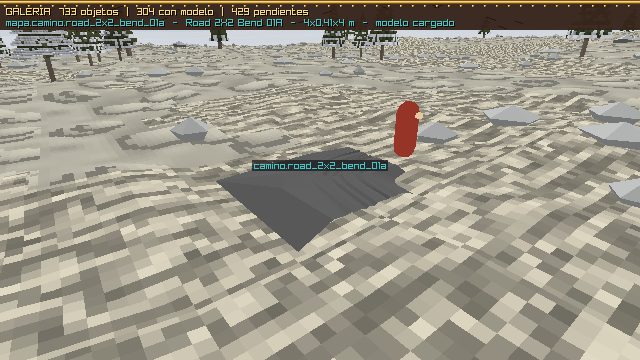 GALERÍA  733 objetos | 304 con modelo | 429 pendientes
mapa.camino.road_2x2_bend_01a  -  Road 2X2 Bend 01A  -  4x0.41x4 m  -  modelo cargado
camino.road_2x2_bend_01a